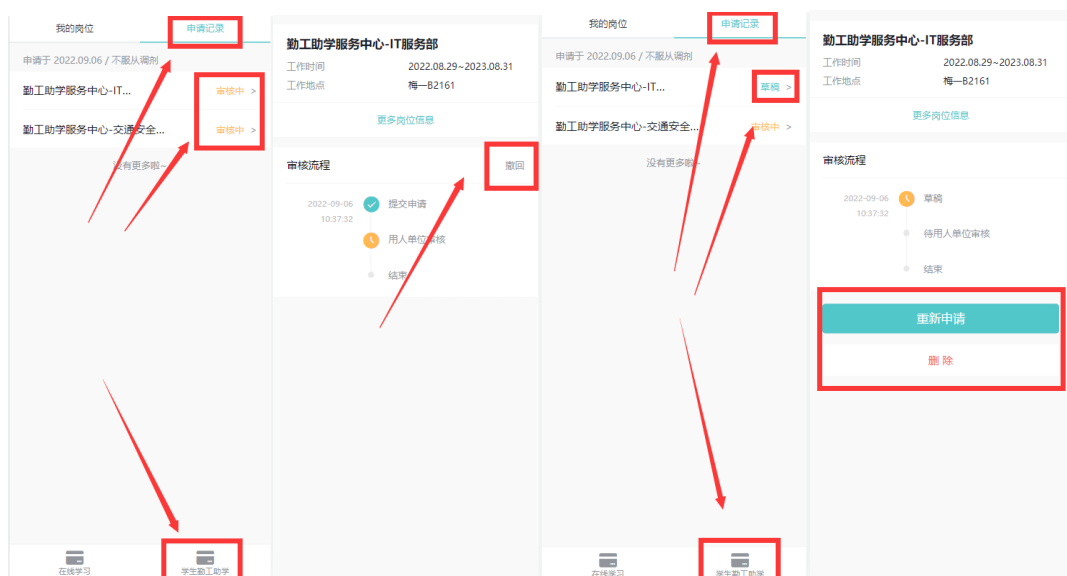 我的岗位
申请记录
申请于 2022.09.06 / 不服从调剂
勤工助学服务中心-IT...
审核中 >
勤工助学服务中心-交通安全...
审核中 >
没有更多啦~
在线学习
学生勤工助学
勤工助学服务中心-IT服务部
工作时间
2022.08.29~2023.08.31
工作地点
梅一B2161
更多岗位信息
审核流程
撤回
2022-09-06
10:37:32
提交申请
用人单位审核
结束
我的岗位
申请记录
申请于 2022.09.06 / 不服从调剂
勤工助学服务中心-IT...
草稿 >
勤工助学服务中心-交通安全...
审核中 >
没有更多啦~
在线学习
学生勤工助学
勤工助学服务中心-IT服务部
工作时间
2022.08.29~2023.08.31
工作地点
梅一B2161
更多岗位信息
审核流程
2022-09-06
10:37:32
草稿
待用人单位审核
结束
重新申请
删 除